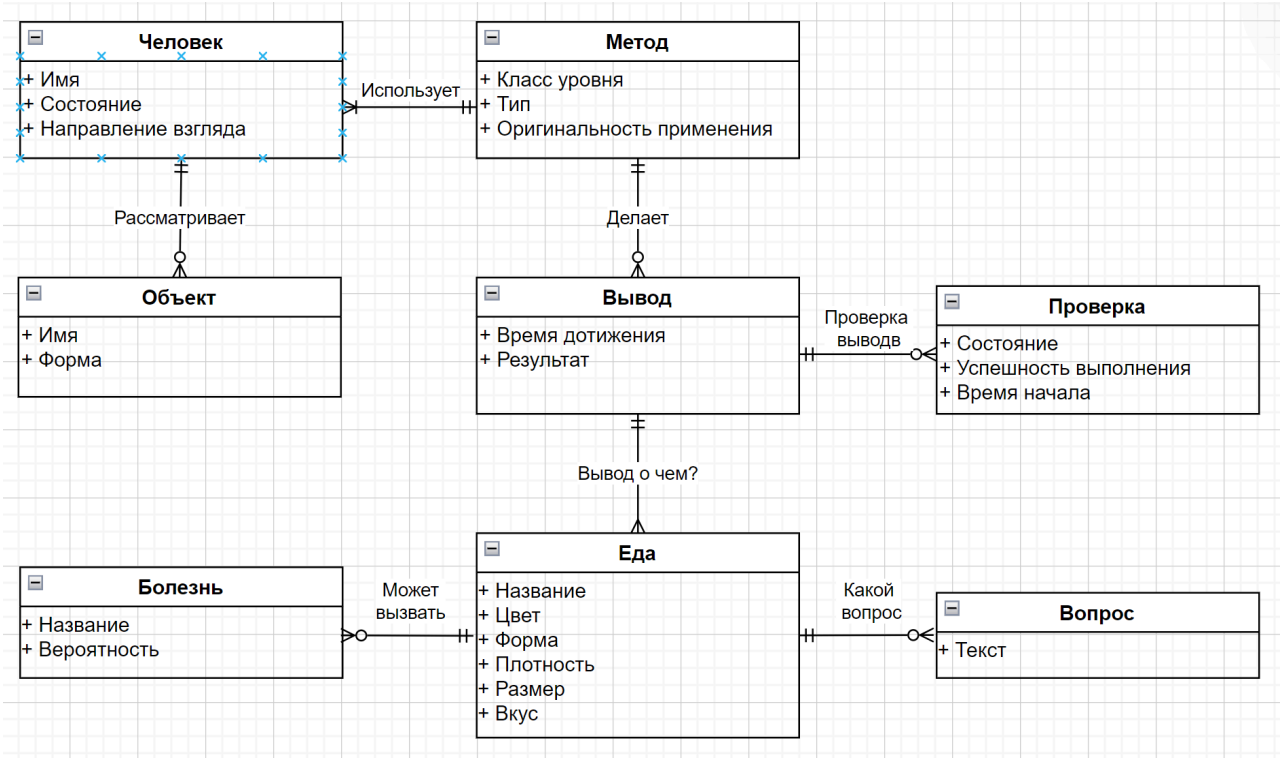 Человек
+ Имя
+ Состояние
+ Направление взгляда
Использует
Метод
+ Класс уровня
+ Тип
+ Оригинальность применения
Рассматривает
Делает
Объект
+ Имя
+ Форма
Вывод
+ Время дотижения
+ Результат
Проверка
выводв
Проверка
+ Состояние
+ Успешность выполнения
+ Время начала
Вывод о чем?
Болезнь
+ Название
+ Вероятность
Может
вызвать
Еда
+ Название
+ Цвет
+ Форма
+ Плотность
+ Размер
+ Вкус
Какой
вопрос
Вопрос
+ Текст